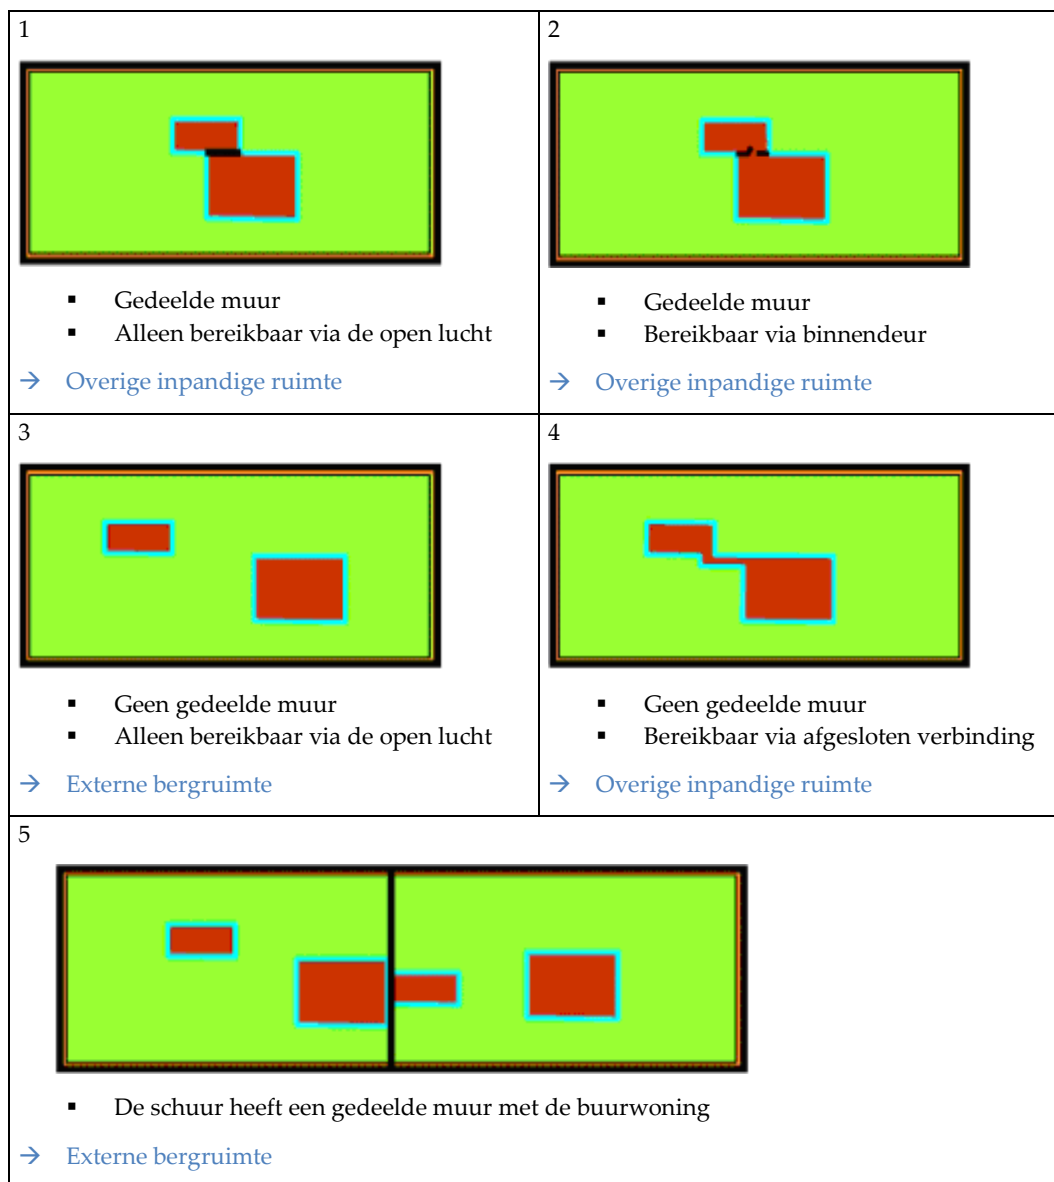 1
▪ Gedeelde muur
▪ Alleen bereikbaar via de open lucht
→ Overige inpandige ruimte
2
▪ Gedeelde muur
▪ Bereikbaar via binnendeur
→ Overige inpandige ruimte
3
▪ Geen gedeelde muur
▪ Alleen bereikbaar via de open lucht
→ Externe bergruimte
4
▪ Geen gedeelde muur
▪ Bereikbaar via afgesloten verbinding
→ Overige inpandige ruimte
5
▪ De schuur heeft een gedeelde muur met de buurwoning
→ Externe bergruimte